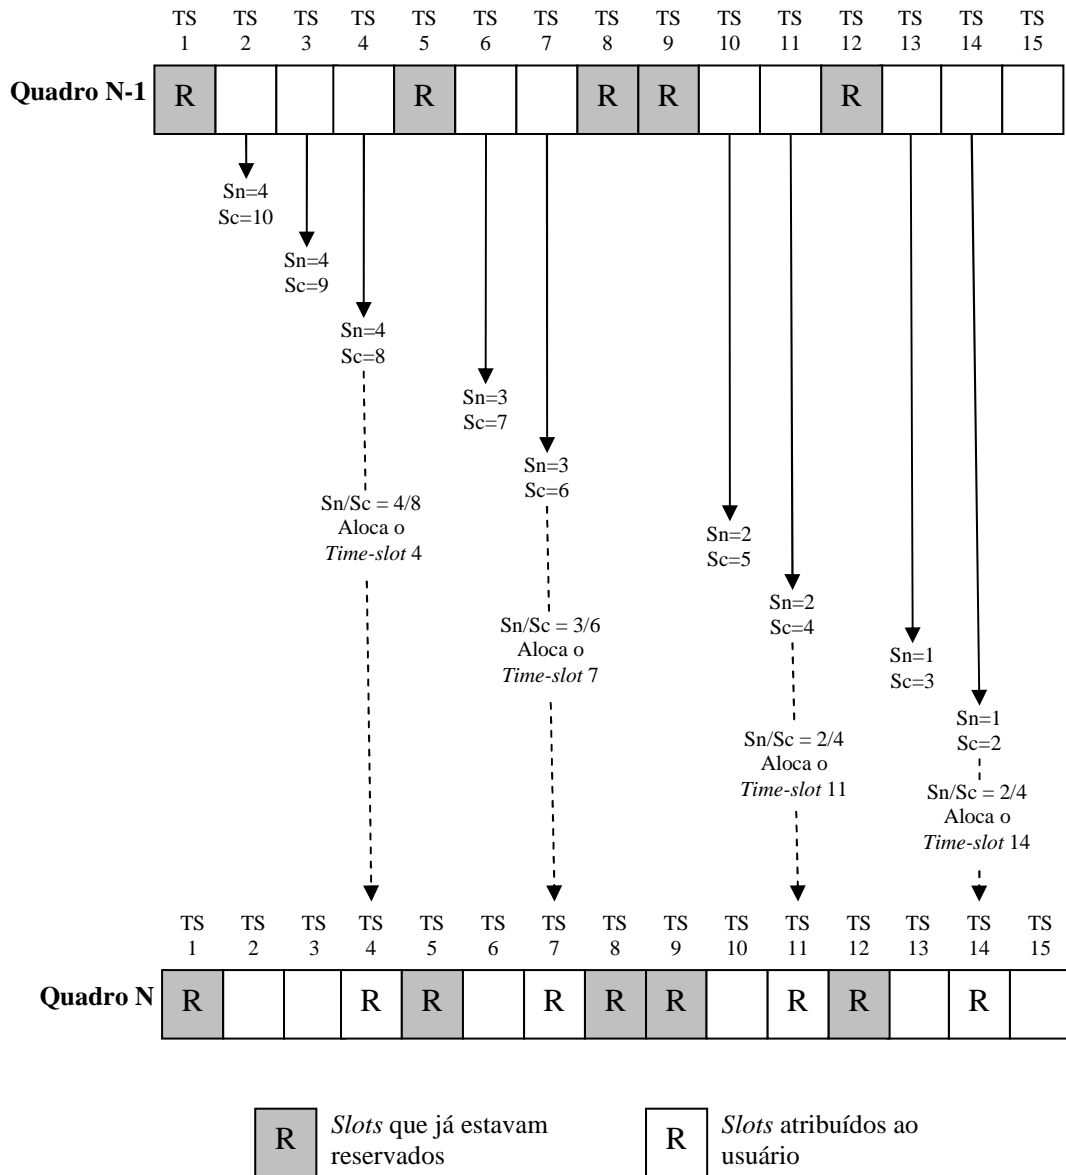 TS TS TS TS TS TS TS TS TS TS TS TS TS TS TS
1 2 3 4 5 6 7 8 9 10 11 12 13 14 15
Quadro N-1 R R R R R
Sn=4
Sc=10
Sn=4
Sc=9
Sn=4
Sc=8
Sn=3
Sc=7
Sn=3
Sc=6
Sn/Sc = 4/8
Aloca o
Time-slot 4
Sn=2
Sc=5
Sn=2
Sc=4
Sn/Sc = 3/6
Aloca o
Time-slot 7
Sn=1
Sc=3
Sn=1
Sc=2
Sn/Sc = 2/4
Aloca o
Time-slot 11
Sn/Sc = 2/4
Aloca o
Time-slot 14
TS TS TS TS TS TS TS TS TS TS TS TS TS TS TS
1 2 3 4 5 6 7 8 9 10 11 12 13 14 15
Quadro N R R R R R R R R R
R Slots que já estavam
reservados
R Slots atribuídos ao
usuário